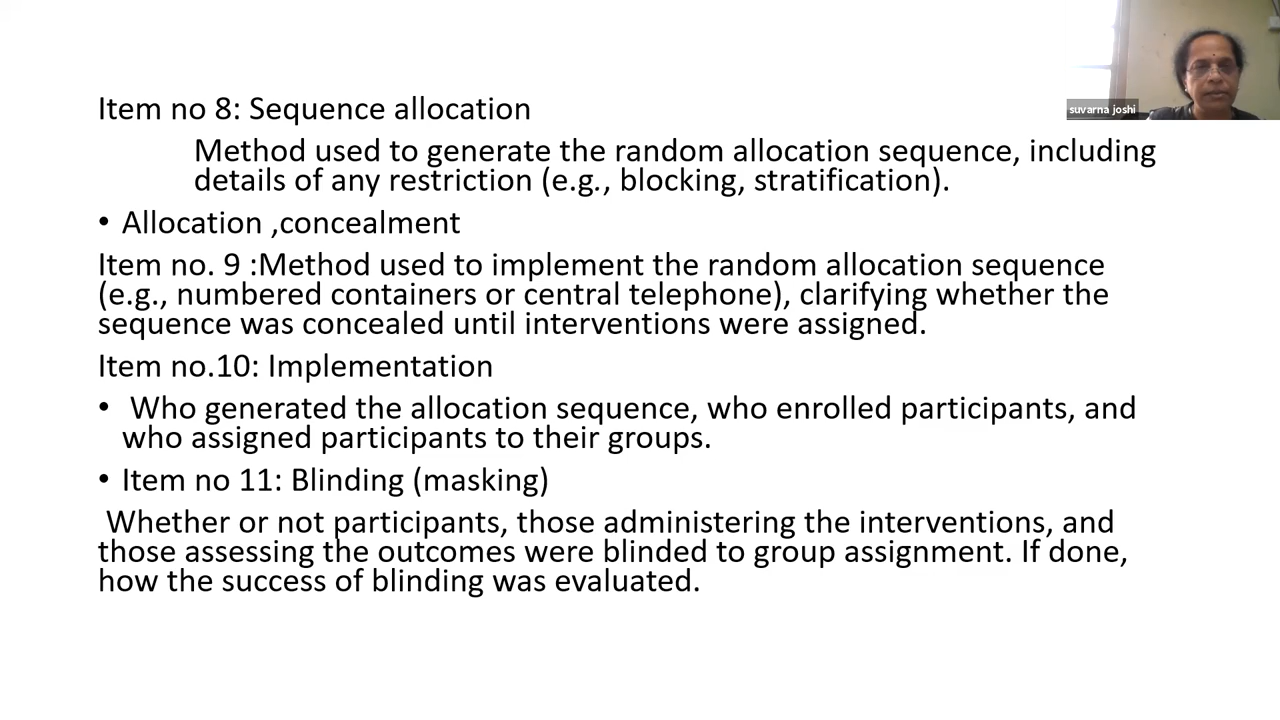 suvarna joshi
Item no 8: Sequence allocation
Method used to generate the random allocation sequence, including
details of any restriction (e.g., blocking, stratification).
• Allocation ,concealment
Item no. 9 :Method used to implement the random allocation sequence
(e.g., numbered containers or central telephone), clarifying whether the
sequence was concealed until interventions were assigned.
Item no.10: Implementation
• Who generated the allocation sequence, who enrolled participants, and
who assigned participants to their groups.
• Item no 11: Blinding (masking)
Whether or not participants, those administering the interventions, and
those assessing the outcomes were blinded to group assignment. If done,
how the success of blinding was evaluated.